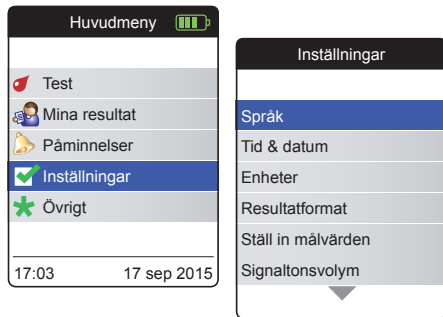 Huvudmeny
Test
Mina resultat
Påminnelser
Inställningar
Övrigt
17:03 17 sep 2015
Inställningar
Språk
Tid & datum
Enheter
Resultatformat
Ställ in målvärden
Signaltonsvolym